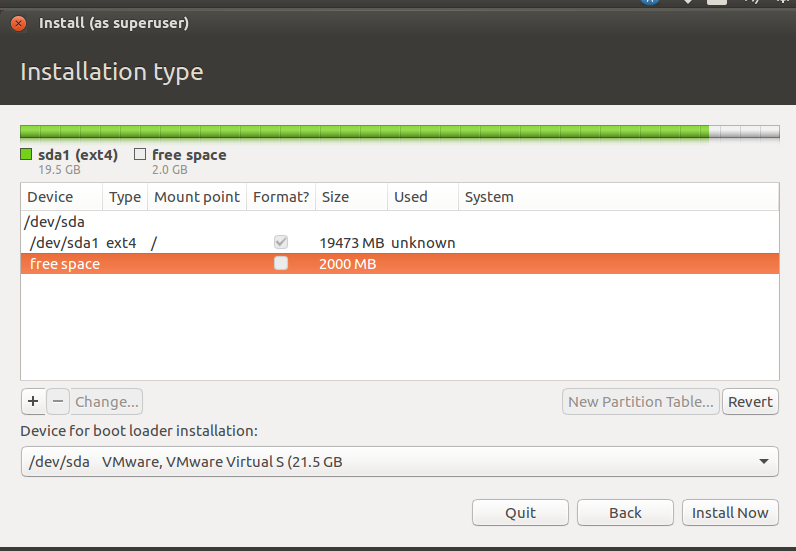 Install (as superuser)
Installation type
sda1 (ext4) free space
19.5 GB 2.0 GB
Device Type Mount point Format? Size Used System
/dev/sda
/dev/sda1 ext4 / 19473 MB unknown
free space 2000 MB
+ − Change... New Partition Table... Revert
Device for boot loader installation:
/dev/sda VMware, VMware Virtual S (21.5 GB
Quit Back Install Now